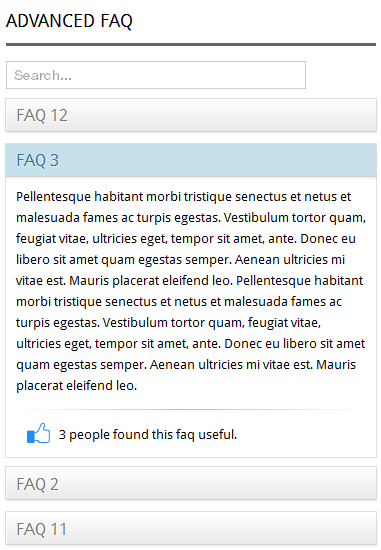 ADVANCED FAQ
Search...
FAQ 12
FAQ 3
Pellentesque habitant morbi tristique senectus et netus et
malesuada fames ac turpis egestas. Vestibulum tortor quam,
feugiat vitae, ultricies eget, tempor sit amet, ante. Donec eu
libero sit amet quam egestas semper. Aenean ultricies mi
vitae est. Mauris placerat eleifend leo. Pellentesque habitant
morbi tristique senectus et netus et malesuada fames ac
turpis egestas. Vestibulum tortor quam, feugiat vitae,
ultricies eget, tempor sit amet, ante. Donec eu libero sit amet
quam egestas semper. Aenean ultricies mi vitae est. Mauris
placerat eleifend leo.
3 people found this faq useful.
FAQ 2
FAQ 11